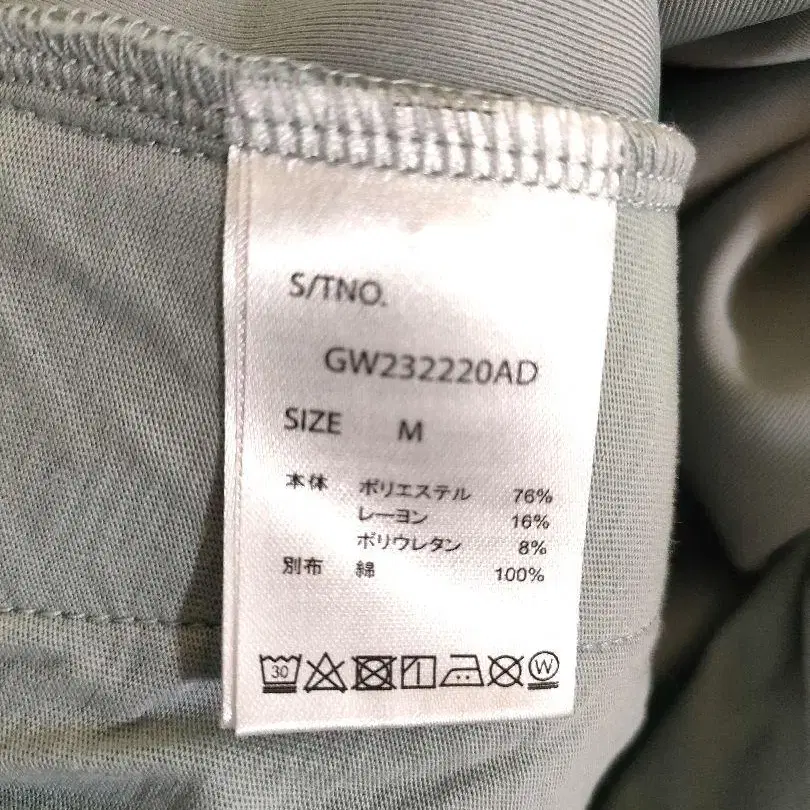 S/TNO.
GW232220AD
SIZE M
本体 ポリエステル 76%
レーヨン 16%
ポリウレタン 8%
別布 綿 100%
30 W